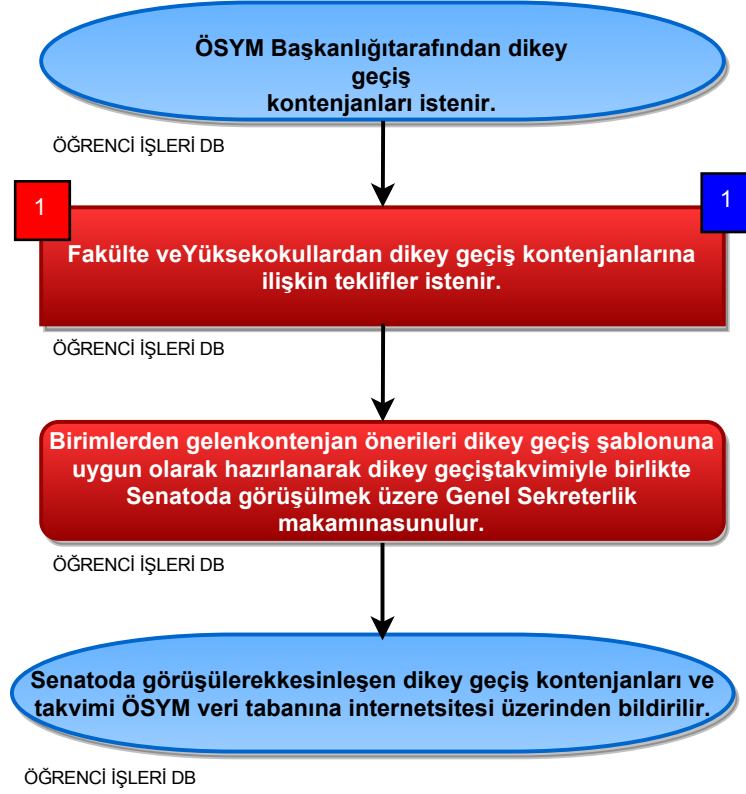 ÖSYM Başkanlığıtarafından dikey
geçiş
kontenjanları istenir.
ÖĞRENCİ İŞLERİ DB
1
1
Fakülte veYüksekokullardan dikey geçiş kontenjanlarına
ilişkin teklifler istenir.
ÖĞRENCİ İŞLERİ DB
Birimlerden gelenkontenjan önerileri dikey geçiş şablonuna
uygun olarak hazırlanarak dikey geçiştakvimiyle birlikte
Senatoda görüşülmek üzere Genel Sekreterlik
makamınasunulur.
ÖĞRENCİ İŞLERİ DB
Senatoda görüşülerekkesinleşen dikey geçiş kontenjanları ve
takvimi ÖSYM veri tabanına internetsitesi üzerinden bildirilir.
ÖĞRENCİ İŞLERİ DB